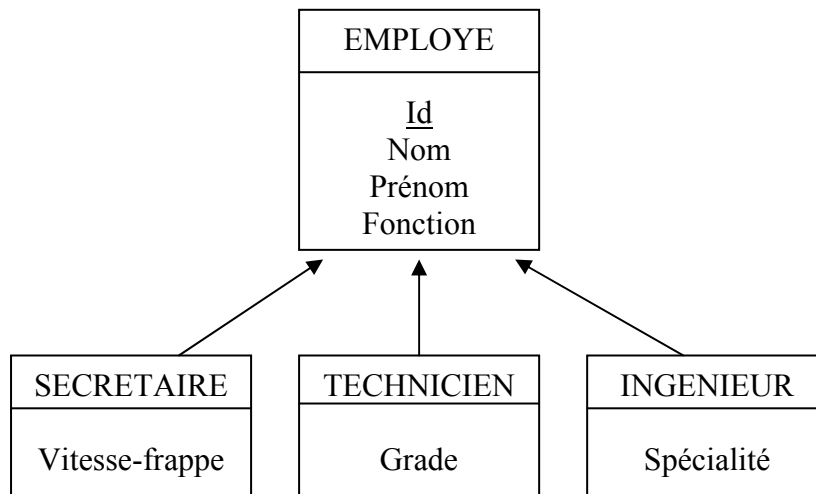 EMPLOYE
Id
Nom
Prénom
Fonction
SECRETAIRE
Vitesse-frappe
TECHNICIEN
Grade
INGENIEUR
Spécialité